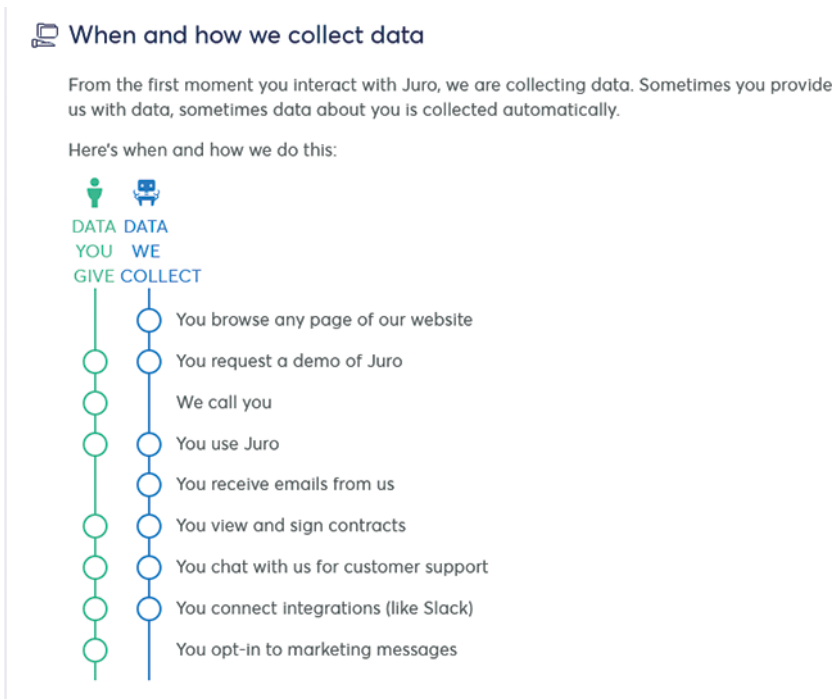 When and how we collect data
From the first moment you interact with Juro, we are collecting data. Sometimes you provide
us with data, sometimes data about you is collected automatically.
Here's when and how we do this:
DATA DATA
YOU WE
GIVE COLLECT
You browse any page of our website
You request a demo of Juro
We call you
You use Juro
You receive emails from us
You view and sign contracts
You chat with us for customer support
You connect integrations (like Slack)
You opt-in to marketing messages